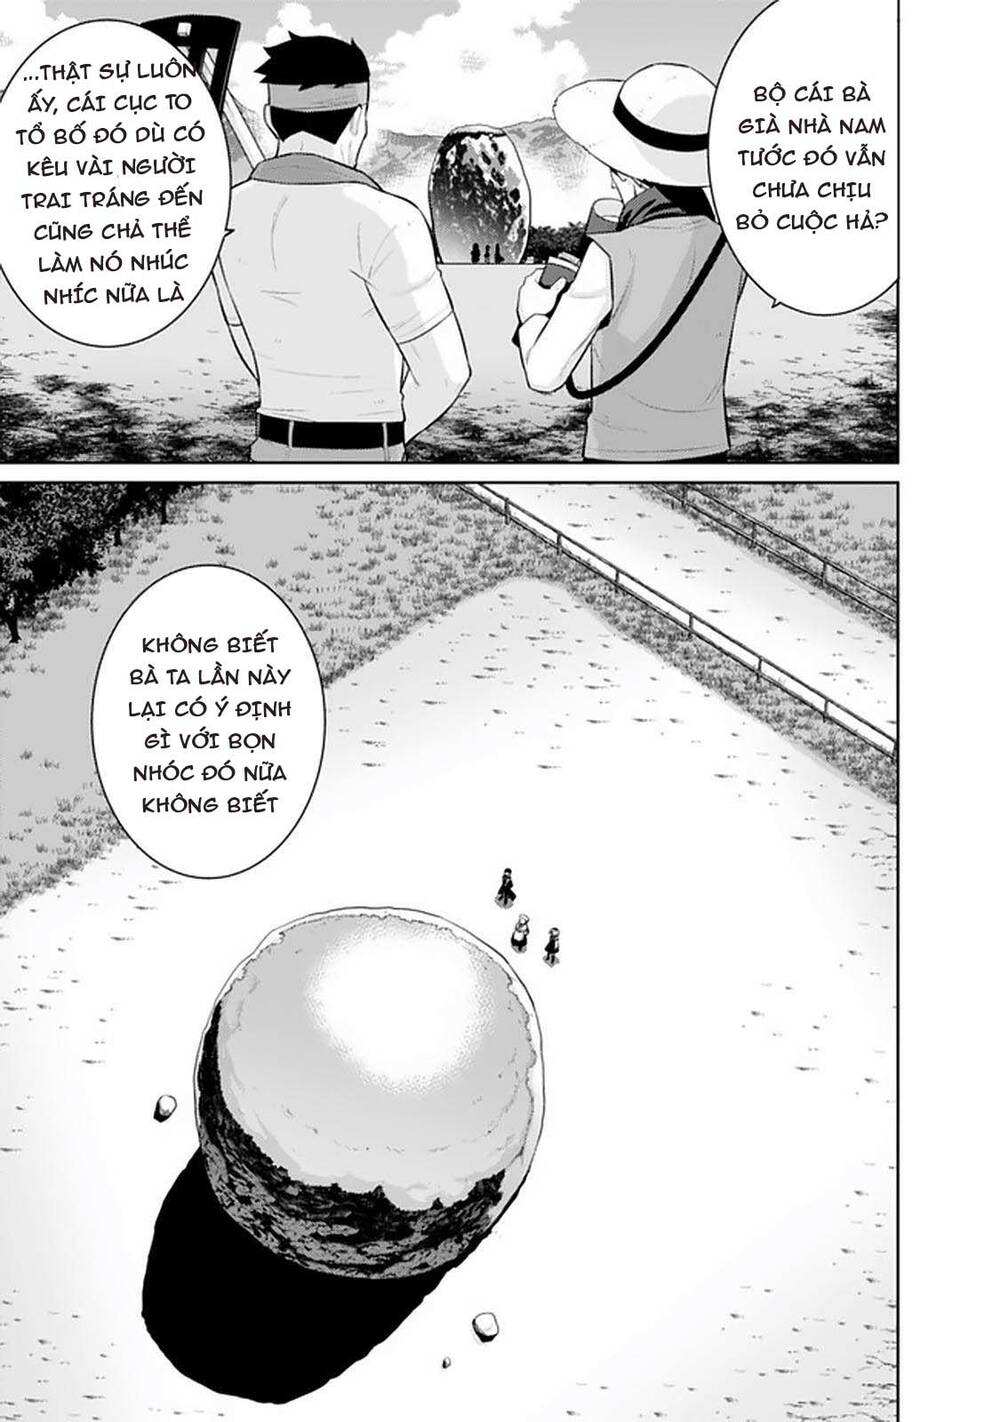 BỘ CÁI BÀ
GIÀ NHÀ NAM
TƯỚC ĐÓ VẪN
CHƯA CHỊU
BỎ CUỘC HẢ?
...THẬT SỰ LUÔN
ẤY, CÁI CỤC TO
TỔ BỐ ĐÓ DÙ CÓ
KÊU VÀI NGƯỜI
TRAI TRÁNG ĐẾN
CŨNG CHẢ THỂ
LÀM NÓ NHÚC
NHÍC NỮA LÀ
KHÔNG BIẾT
BÀ TA LẦN NÀY
LẠI CÓ Ý ĐỊNH
GÌ VỚI BỌN
NHÓC ĐÓ NỮA
KHÔNG BIẾT